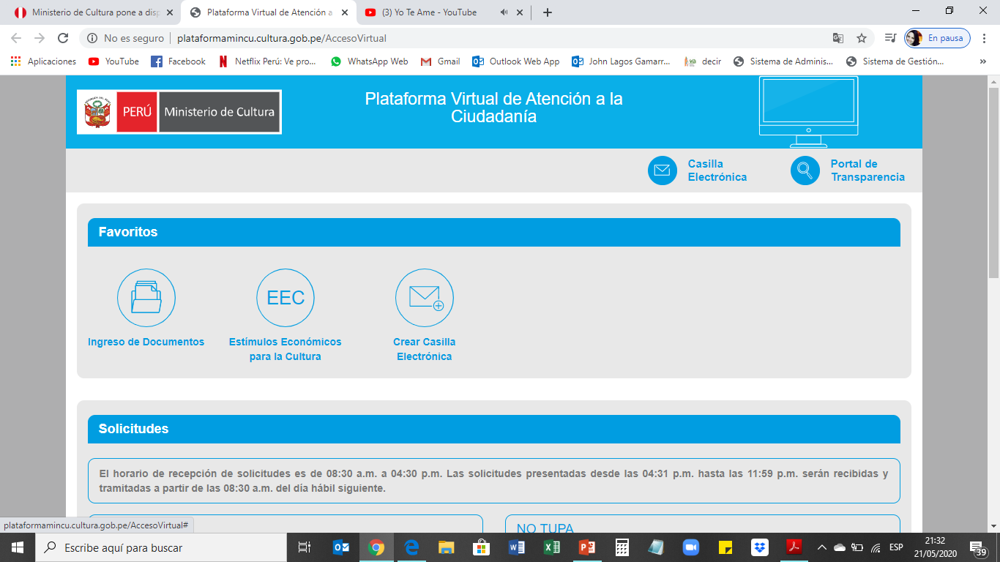 Ministerio de Cultura pone a disp
Plataforma Virtual de Atención a
(3) Yo Te Ame - YouTube
No es seguro
plataformamincu.cultura.gob.pe/AccesoVirtual
En pausa
Aplicaciones
YouTube
Facebook
Netflix Perú: Ve pro...
WhatsApp Web
Gmail
Outlook Web App
John Lagos Gamarr...
decir
Sistema de Adminis...
Sistema de Gestión...
PERÚ
Ministerio de Cultura
Plataforma Virtual de Atención a la
Ciudadanía
Casilla
Electrónica
Portal de
Transparencia
Favoritos
EEC
Ingreso de Documentos
Estímulos Económicos
para la Cultura
Crear Casilla
Electrónica
Solicitudes
El horario de recepción de solicitudes es de 08:30 a.m. a 04:30 p.m. Las solicitudes presentadas desde las 04:31 p.m. hasta las 11:59 p.m. serán recibidas y
tramitadas a partir de las 08:30 a.m. del día hábil siguiente.
NO TUPA
plataformamincu.cultura.gob.pe/AccesoVirtual#
Escribe aquí para buscar
ESP
21:32
21/05/2020
39